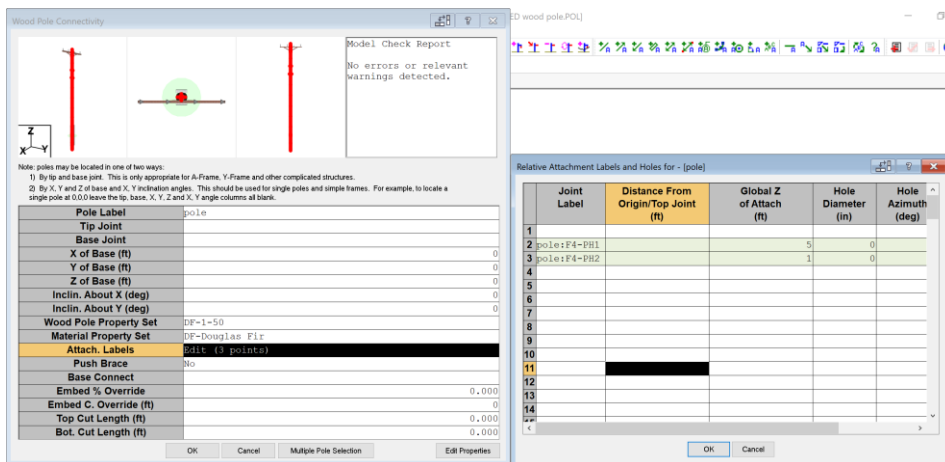 Wood Pole Connectivity
ED wood pole.POL]
Model Check Report
No errors or relevant
warnings detected.
Z
X
Y
Note: poles may be located in one of two ways:
1) By tip and base joint. This is only appropriate for A-Frame, Y-Frame and other complicated structures.
2) By X, Y and Z of base and X, Y inclination angles. This should be used for single poles and simple frames. For example, to locate a
single pole at 0,0,0 leave the tip, base, X, Y, Z and X, Y angle columns all blank.
Pole Label pole
Tip Joint
Base Joint
X of Base (ft) 0
Y of Base (ft) 0
Z of Base (ft) 0
Inclin. About X (deg) 0
Inclin. About Y (deg) 0
Wood Pole Property Set DF-1-50
Material Property Set DF-Douglas Fir
Attach. Labels Edit (3 points)
Push Brace No
Base Connect
Embed % Override 0.000
Embed C. Override (ft) 0
Top Cut Length (ft) 0.000
Bot. Cut Length (ft) 0.000
OK Cancel Multiple Pole Selection Edit Properties
Relative Attachment Labels and Holes for - [pole]
Joint Label Distance From Origin/Top Joint (ft) Global Z of Attach (ft) Hole Diameter (in) Hole Azimuth (deg)
1
2 pole:F4-PH1 5 0
3 pole:F4-PH2 1 0
4
5
6
7
8
9
10
11
12
13
14
OK Cancel